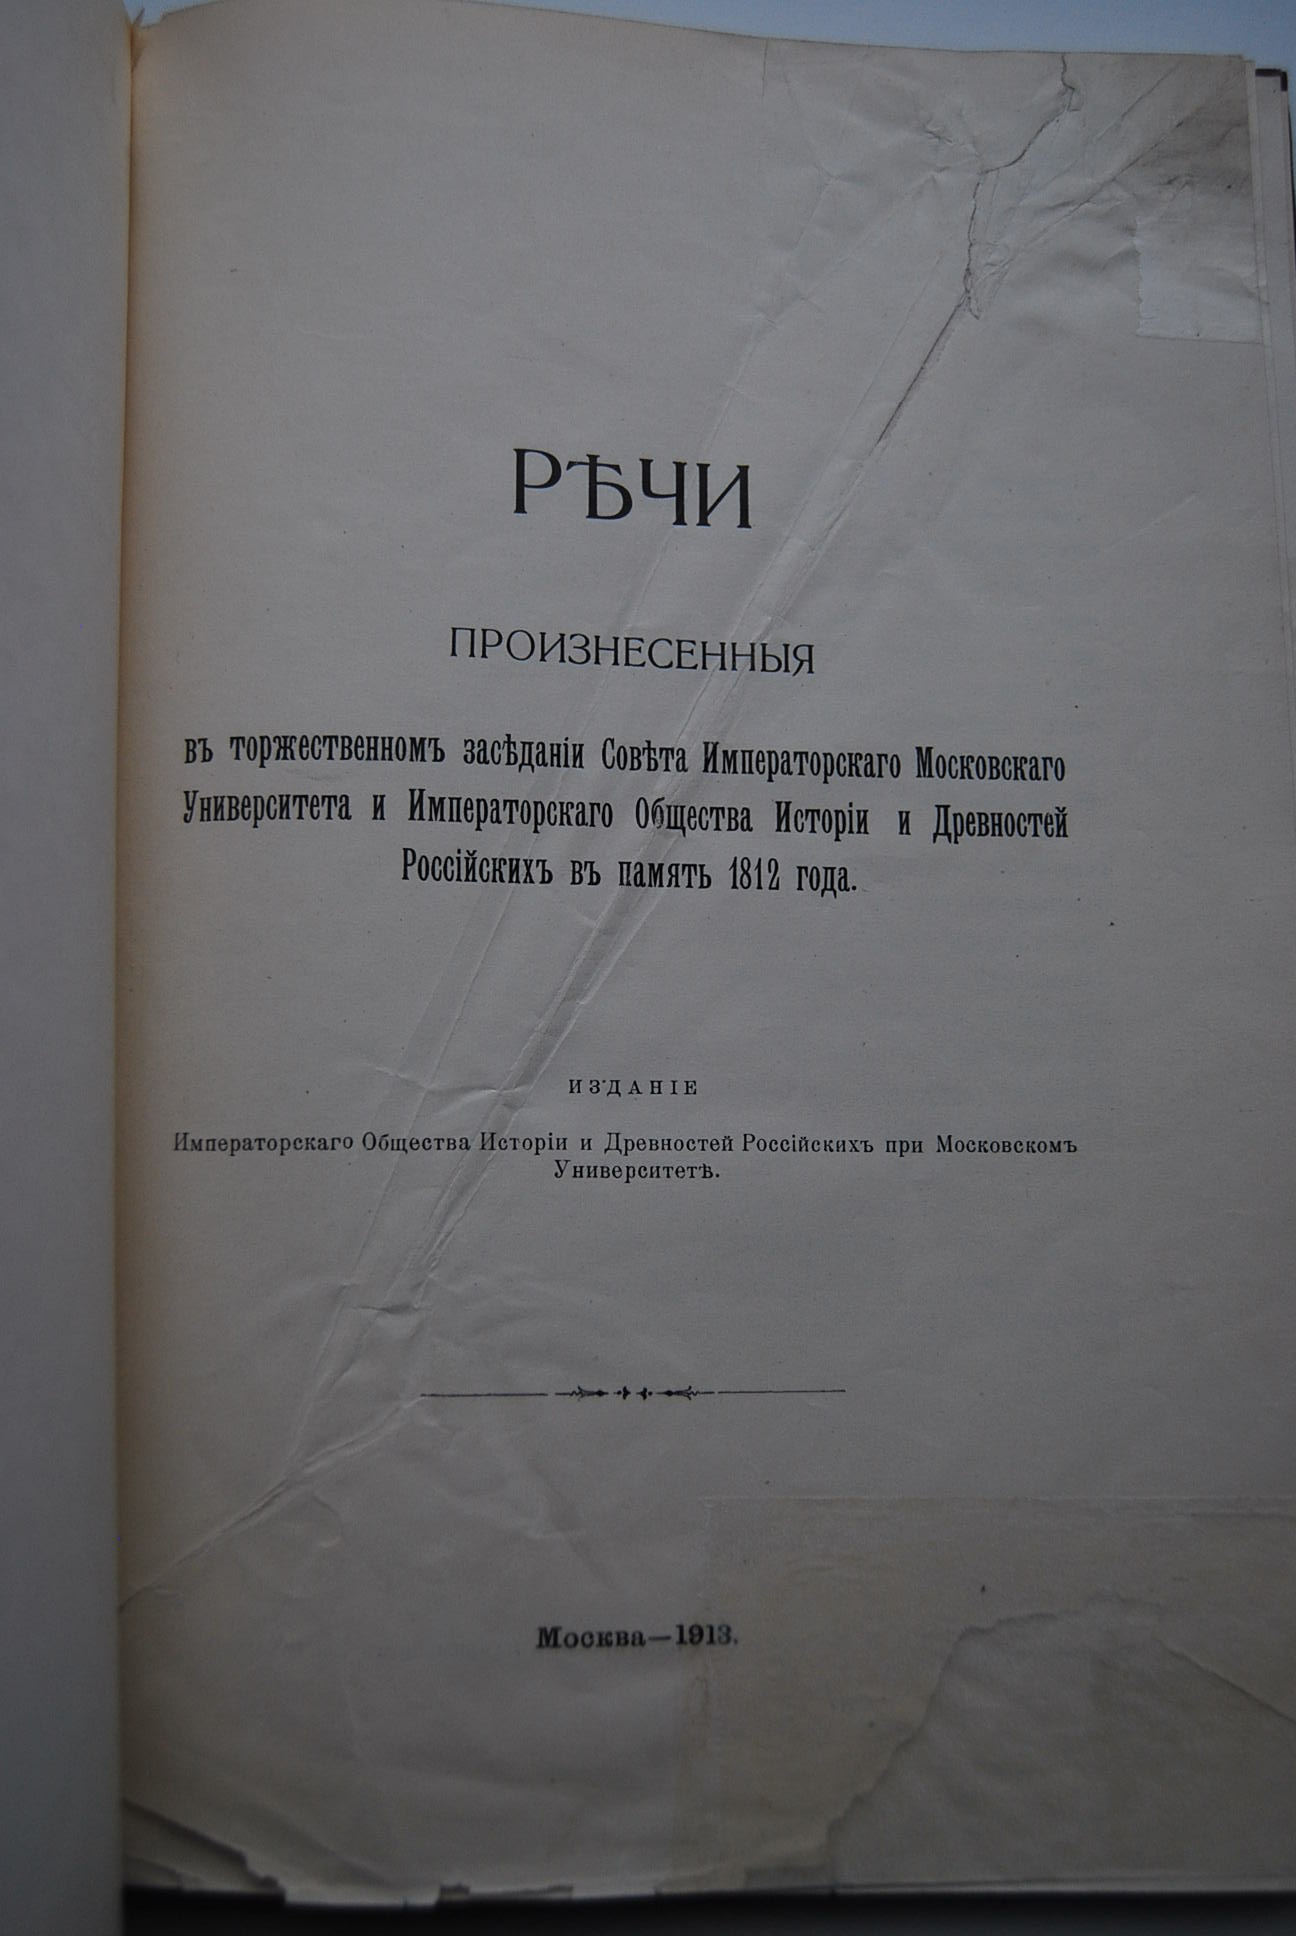 РѢЧИ
ПРОИЗНЕСЕННЫЯ
въ торжественномъ засѣданіи Совѣта Императорскаго Московскаго
Университета и Императорскаго Общества Исторіи и Древностей
Россійскихъ въ память 1812 года.
ИЗДАНІЕ
Императорскаго Общества Исторіи и Древностей Россійскихъ при Московскомъ
Университетѣ.
Москва—1913.